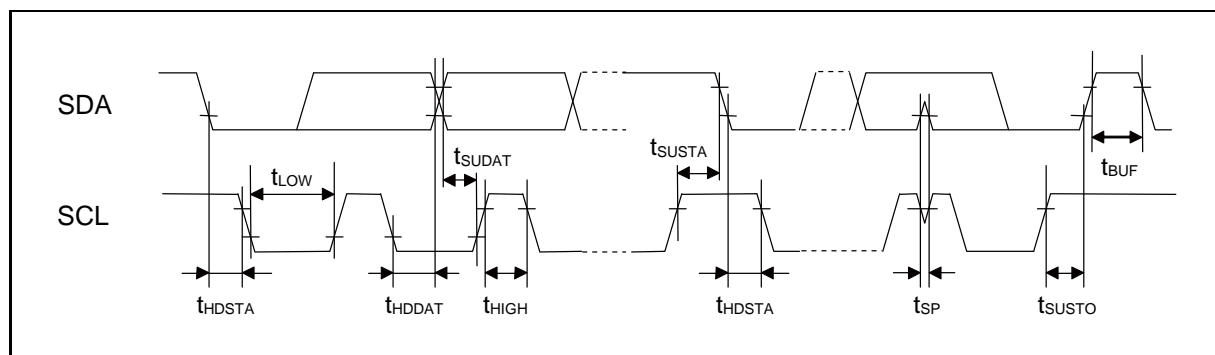 SDA
tSUDAT
tSUSTA
tBUF
tLOW
SCL
tHDSTA
tHDDAT
tHIGH
tHDSTA
tSP
tSUSTO